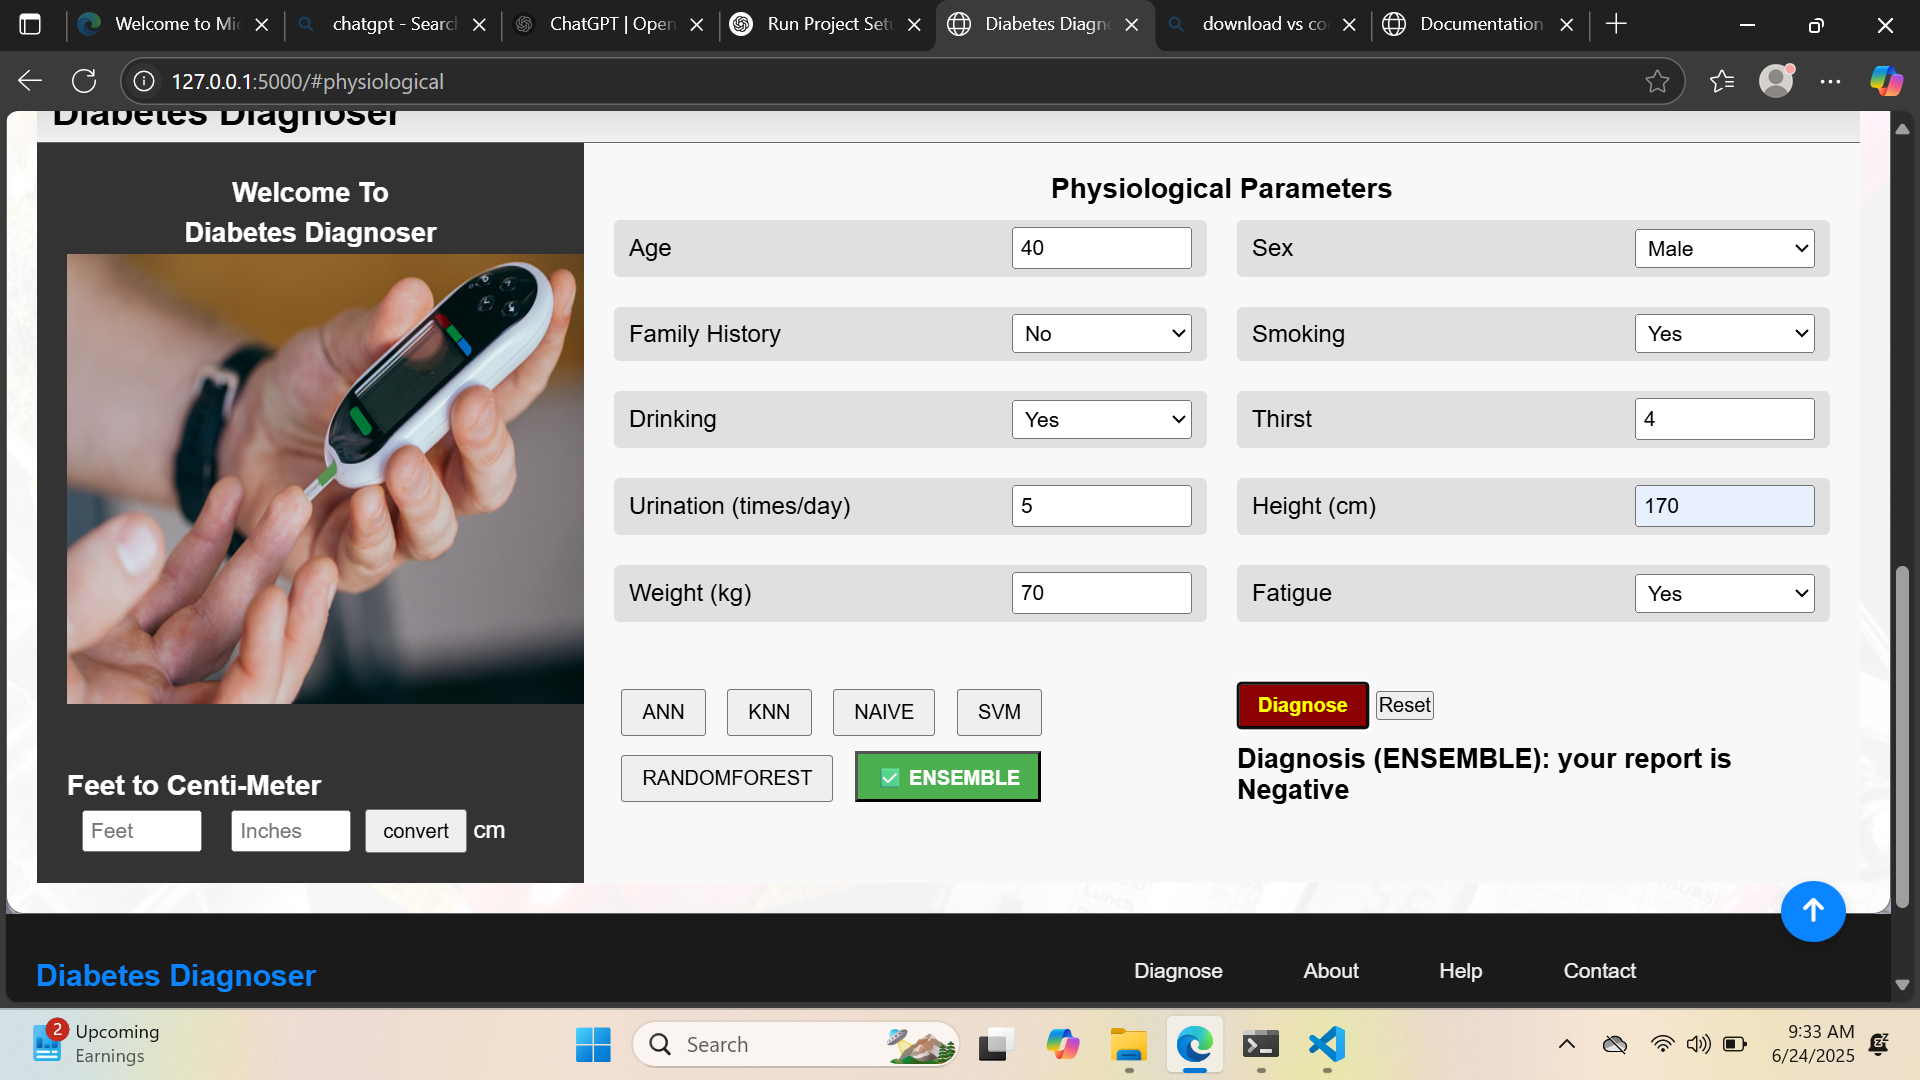 Welcome to Mic
chatgpt - Search
ChatGPT | Open
Run Project Setu
Diabetes Diagno
download vs co
Documentation
127.0.0.1:5000/#physiological
Diabetes Diagnoser
Welcome To
Diabetes Diagnoser
Physiological Parameters
Age 40 Sex Male
Family History No Smoking Yes
Drinking Yes Thirst 4
Urination (times/day) 5 Height (cm) 170
Weight (kg) 70 Fatigue Yes
ANN KNN NAIVE SVM
RANDOMFOREST ✅ ENSEMBLE
Diagnose Reset
Diagnosis (ENSEMBLE): your report is
Negative
Feet to Centi-Meter
Feet Inches convert cm
Diabetes Diagnoser
Diagnose About Help Contact
2
Upcoming
Earnings
Search
9:33 AM
6/24/2025